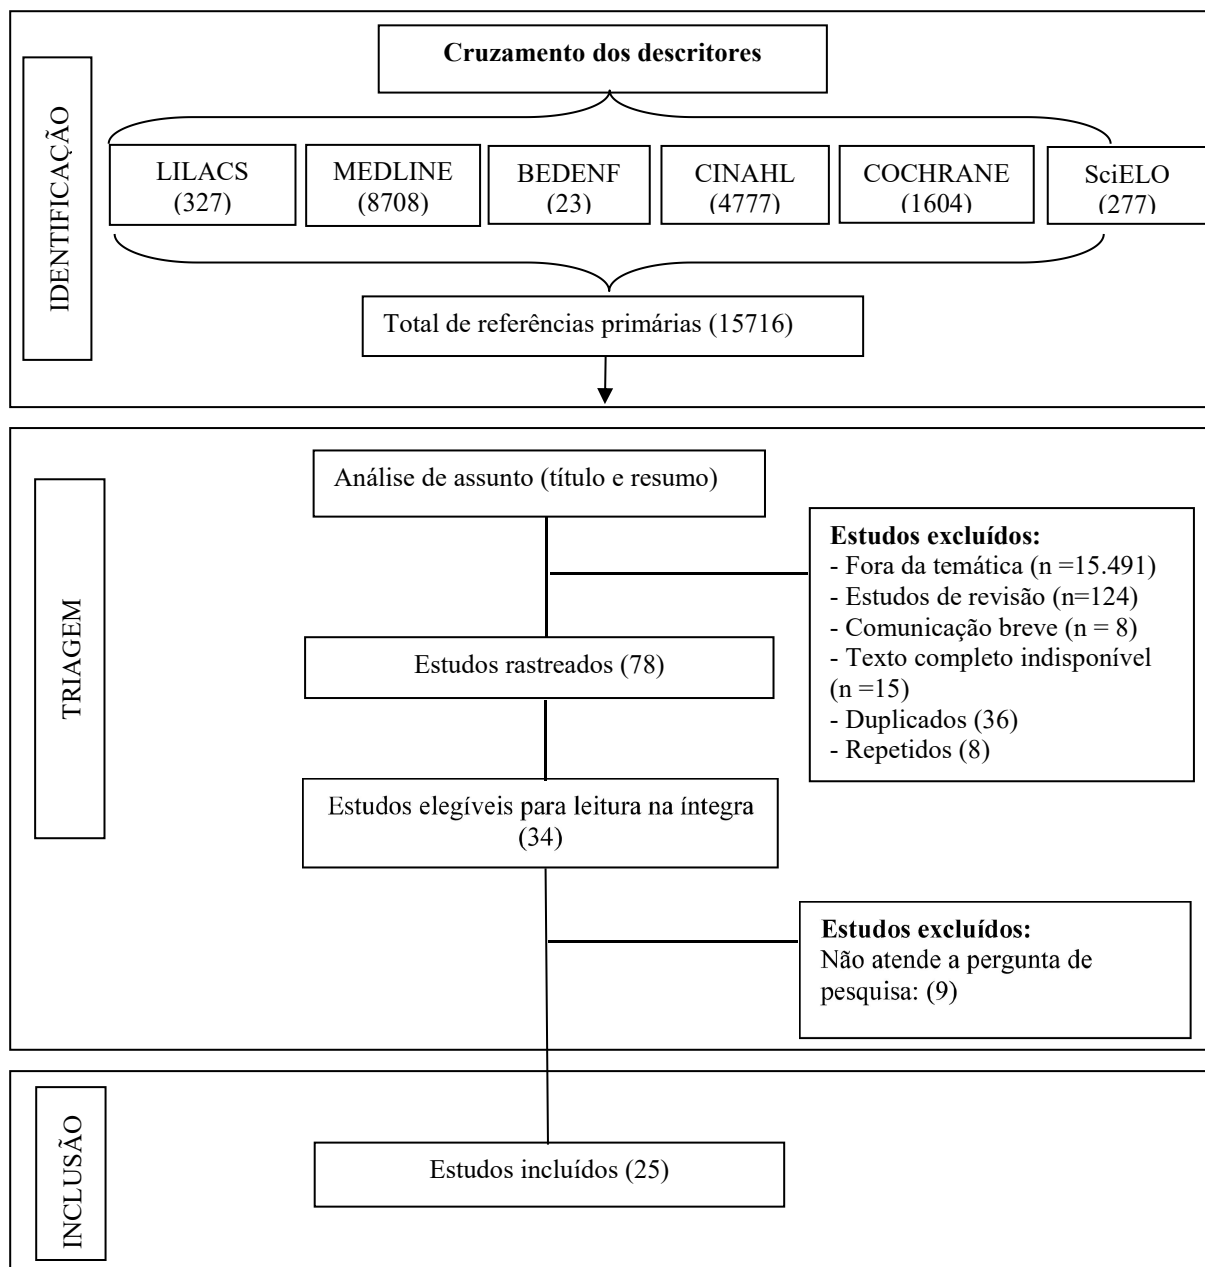 Cruzamento dos descritores
IDENTIFICAÇÃO
LILACS
(327)
MEDLINE
(8708)
BEDENF
(23)
CINAHL
(4777)
COCHRANE
(1604)
SciELO
(277)
Total de referências primárias (15716)
TRIAGEM
Análise de assunto (título e resumo)
Estudos excluídos:
- Fora da temática (n =15.491)
- Estudos de revisão (n=124)
- Comunicação breve (n = 8)
- Texto completo indisponível
(n =15)
- Duplicados (36)
- Repetidos (8)
Estudos rastreados (78)
Estudos elegíveis para leitura na íntegra
(34)
Estudos excluídos:
Não atende a pergunta de
pesquisa: (9)
INCLUSÃO
Estudos incluídos (25)